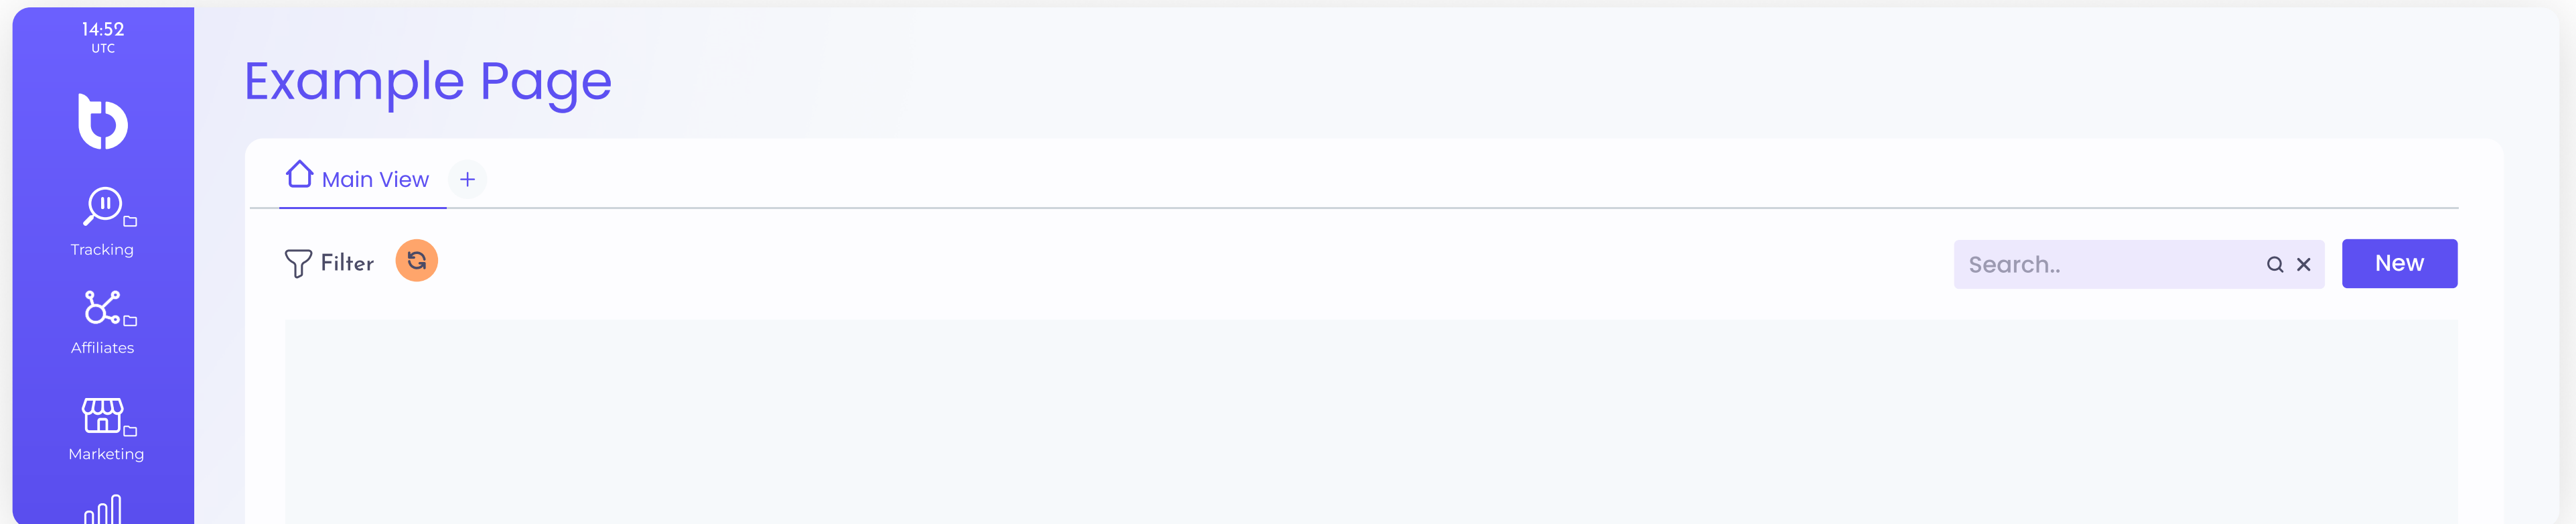 14:52
UTC
Example Page
Main View
Tracking
Filter
Search..
New
Affiliates
Marketing